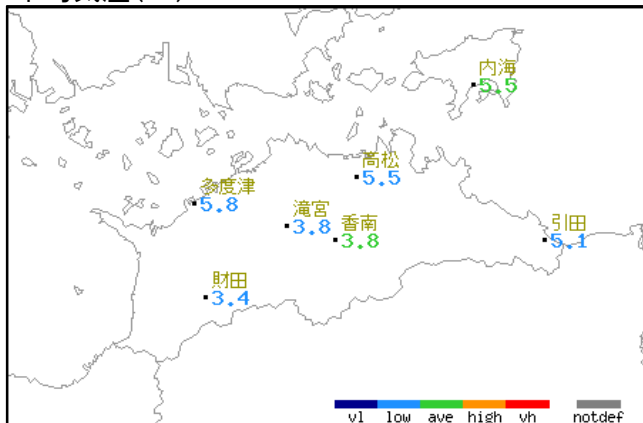 内海
5.5
高松
5.5
多度津
5.8
滝宮
3.8
香南
3.8
引田
5.1
財田
3.4
vl low ave high vh notdef